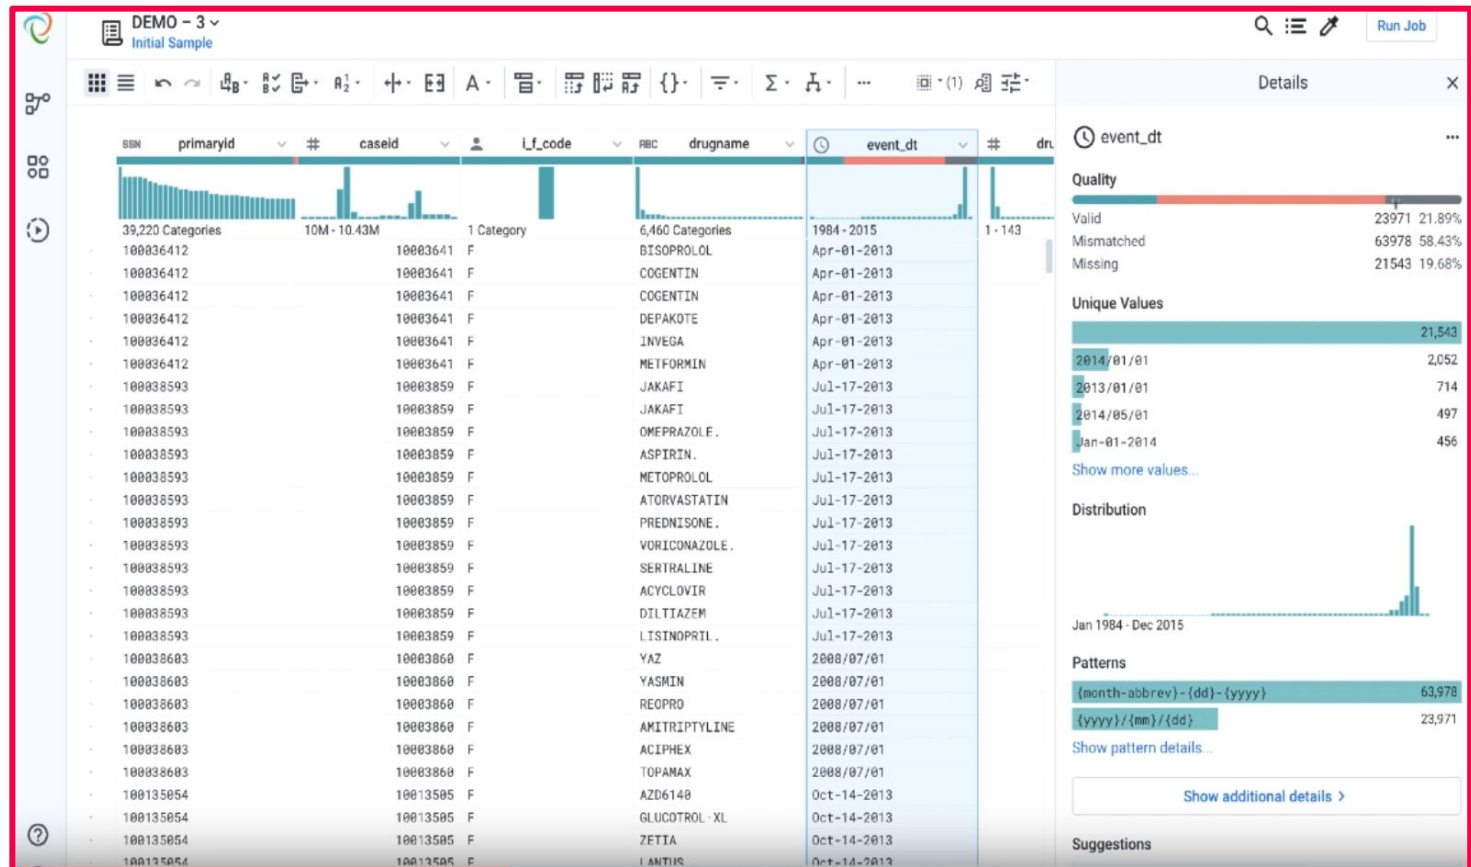 DEMO – 3
Initial Sample
Run Job
(1)
Details
SSN primaryid # caseid i_f_code ABC drugname event_dt # dru
39,220 Categories 10M - 10.43M 1 Category 6,460 Categories 1984 - 2015 1 - 143
100036412 10003641 F BISOPROLOL Apr-01-2013
100036412 10003641 F COGENTIN Apr-01-2013
100036412 10003641 F COGENTIN Apr-01-2013
100036412 10003641 F DEPAKOTE Apr-01-2013
100036412 10003641 F INVEGA Apr-01-2013
100036412 10003641 F METFORMIN Apr-01-2013
100038593 10003859 F JAKAFI Jul-17-2013
100038593 10003859 F JAKAFI Jul-17-2013
100038593 10003859 F OMEPRAZOLE. Jul-17-2013
100038593 10003859 F ASPIRIN. Jul-17-2013
100038593 10003859 F METOPROLOL Jul-17-2013
100038593 10003859 F ATORVASTATIN Jul-17-2013
100038593 10003859 F PREDNISONE. Jul-17-2013
100038593 10003859 F VORICONAZOLE. Jul-17-2013
100038593 10003859 F SERTRALINE Jul-17-2013
100038593 10003859 F ACYCLOVIR Jul-17-2013
100038593 10003859 F DILTIAZEM Jul-17-2013
100038593 10003859 F LISINOPRIL. Jul-17-2013
100038603 10003860 F YAZ 2008/07/01
100038603 10003860 F YASMIN 2008/07/01
100038603 10003860 F REOPRO 2008/07/01
100038603 10003860 F AMITRIPTYLINE 2008/07/01
100038603 10003860 F ACIPHEX 2008/07/01
100038603 10003860 F TOPAMAX 2008/07/01
100135054 10013505 F AZD6140 Oct-14-2013
100135054 10013505 F GLUCOTROL·XL Oct-14-2013
100135054 10013505 F ZETIA Oct-14-2013
100135054 10013505 F LANTUS Oct-14-2013
event_dt
Quality
Valid 23971 21.89%
Mismatched 63978 58.43%
Missing 21543 19.68%
Unique Values
21,543
2014/01/01 2,052
2013/01/01 714
2014/05/01 497
Jan-01-2014 456
Show more values...
Distribution
Jan 1984 - Dec 2015
Patterns
{month-abbrev}-{dd}-{yyyy} 63,978
{yyyy}/{mm}/{dd} 23,971
Show pattern details...
Show additional details >
Suggestions